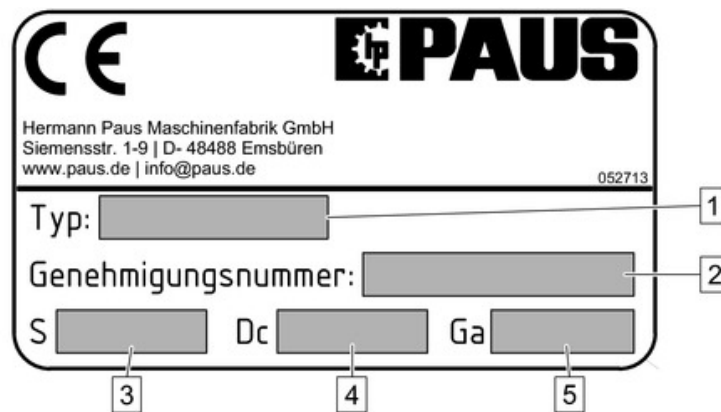 CE
hp PAUS
Hermann Paus Maschinenfabrik GmbH
Siemensstr. 1-9 | D- 48488 Emsbüren
www.paus.de | info@paus.de
052713
Typ:
1
Genehmigungsnummer:
2
S Dc Ga
3 4 5